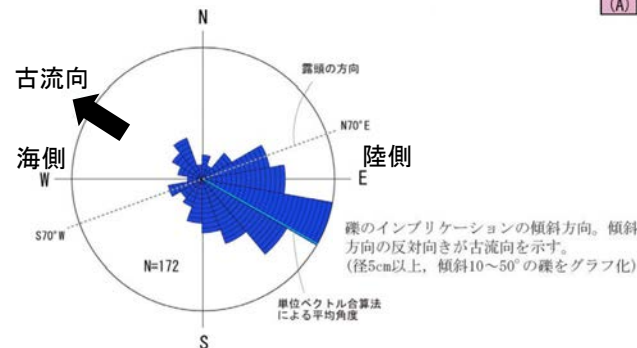 (A)
N
古流向
露頭の方向
N70°E
海側
陸側
W
E
S70°W
礫のインブリケーションの傾斜方向。傾斜
方向の反対向きが古流向を示す。
(径5cm以上, 傾斜10～50°の礫をグラフ化)
N=172
単位ベクトル合算法
による平均角度
S